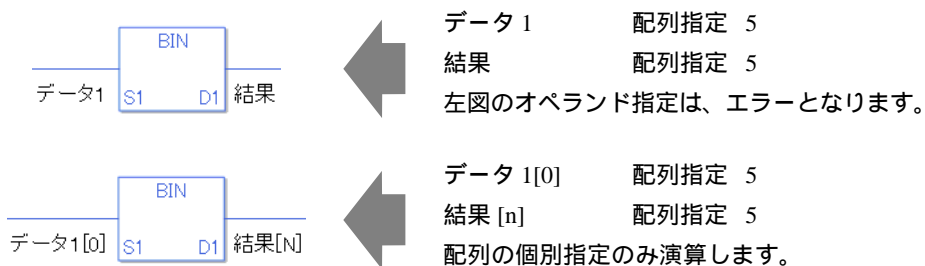 BIN
データ1 S1 D1 結果
データ 1 配列指定 5
結果 配列指定 5
左図のオペランド指定は、エラーとなります。
BIN
データ1[0] S1 D1 結果[N]
データ 1[0] 配列指定 5
結果 [n] 配列指定 5
配列の個別指定のみ演算します。